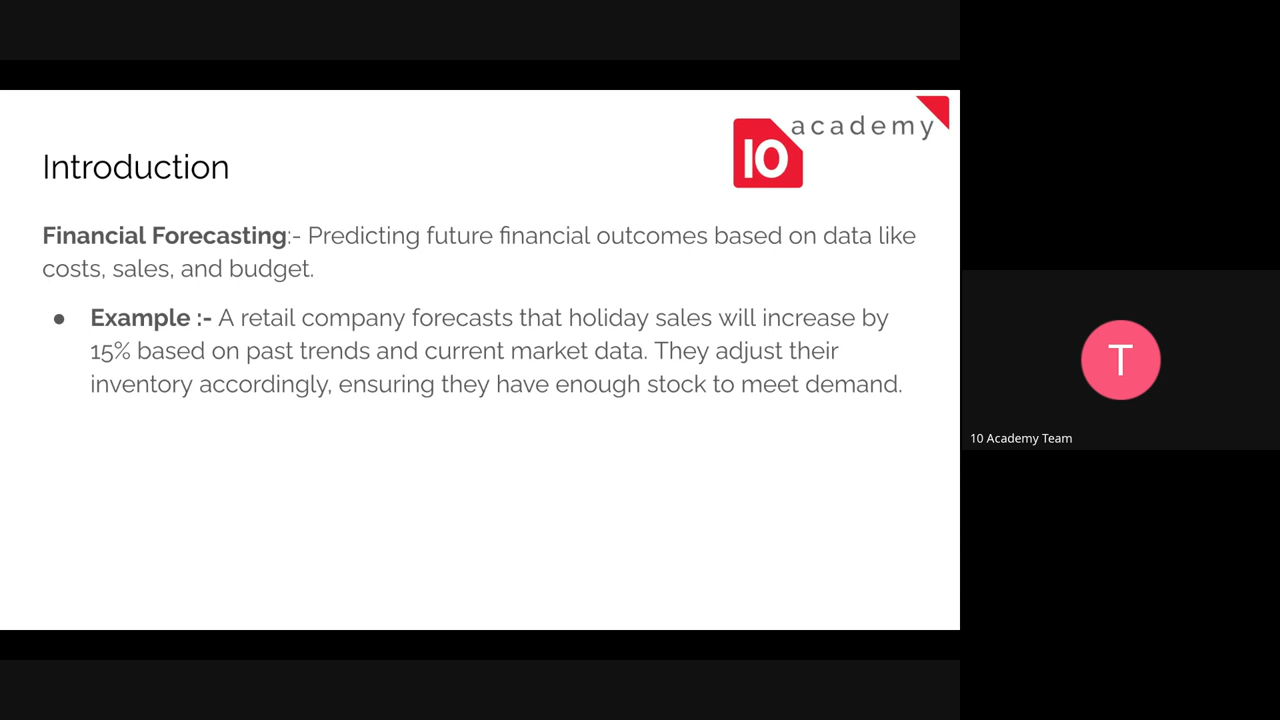 academy
10
Introduction
Financial Forecasting:- Predicting future financial outcomes based on data like
costs, sales, and budget.
● Example :- A retail company forecasts that holiday sales will increase by
15% based on past trends and current market data. They adjust their
inventory accordingly, ensuring they have enough stock to meet demand.
T
10 Academy Team